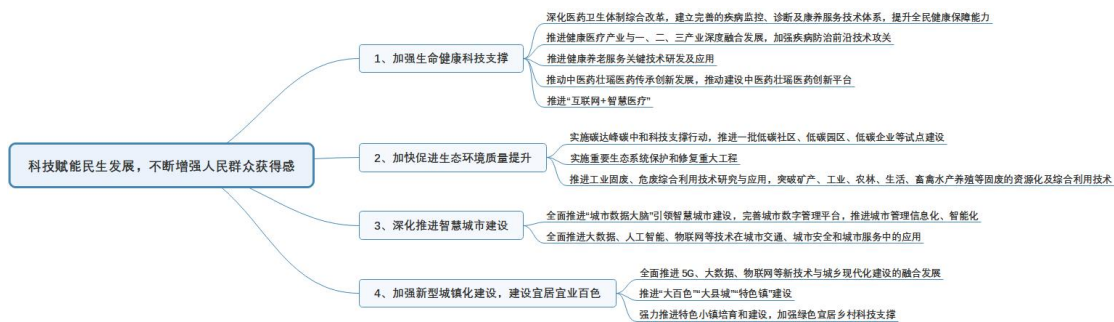 科技赋能民生发展，不断增强人民群众获得感
1、加强生命健康科技支撑
深化医药卫生体制综合改革，建立完善的疾病监控、诊断及康养服务技术体系，提升全民健康保障能力
推进健康医疗产业与一、二、三产业深度融合发展，加强疾病防治前沿技术攻关
推进健康养老服务关键技术研发及应用
推动中医药壮瑶医药传承创新发展，推动建设中医药壮瑶医药创新平台
推进“互联网+智慧医疗”
2、加快促进生态环境质量提升
实施碳达峰碳中和科技支撑行动，推进一批低碳社区、低碳园区、低碳企业等试点建设
实施重要生态系统保护和修复重大工程
推进工业固废、危废综合利用技术研究与应用，突破矿产、工业、农林、生活、畜禽水产养殖等固废的资源化及综合利用技术
3、深化推进智慧城市建设
全面推进“城市数据大脑”引领智慧城市建设，完善城市数字管理平台，推进城市管理信息化、智能化
全面推进大数据、人工智能、物联网等技术在城市交通、城市安全和城市服务中的应用
4、加强新型城镇化建设，建设宜居宜业百色
全面推进 5G、大数据、物联网等新技术与城乡现代化建设的融合发展
推进“大百色”“大县城”“特色镇”建设
强力推进特色小镇培育和建设，加强绿色宜居乡村科技支撑